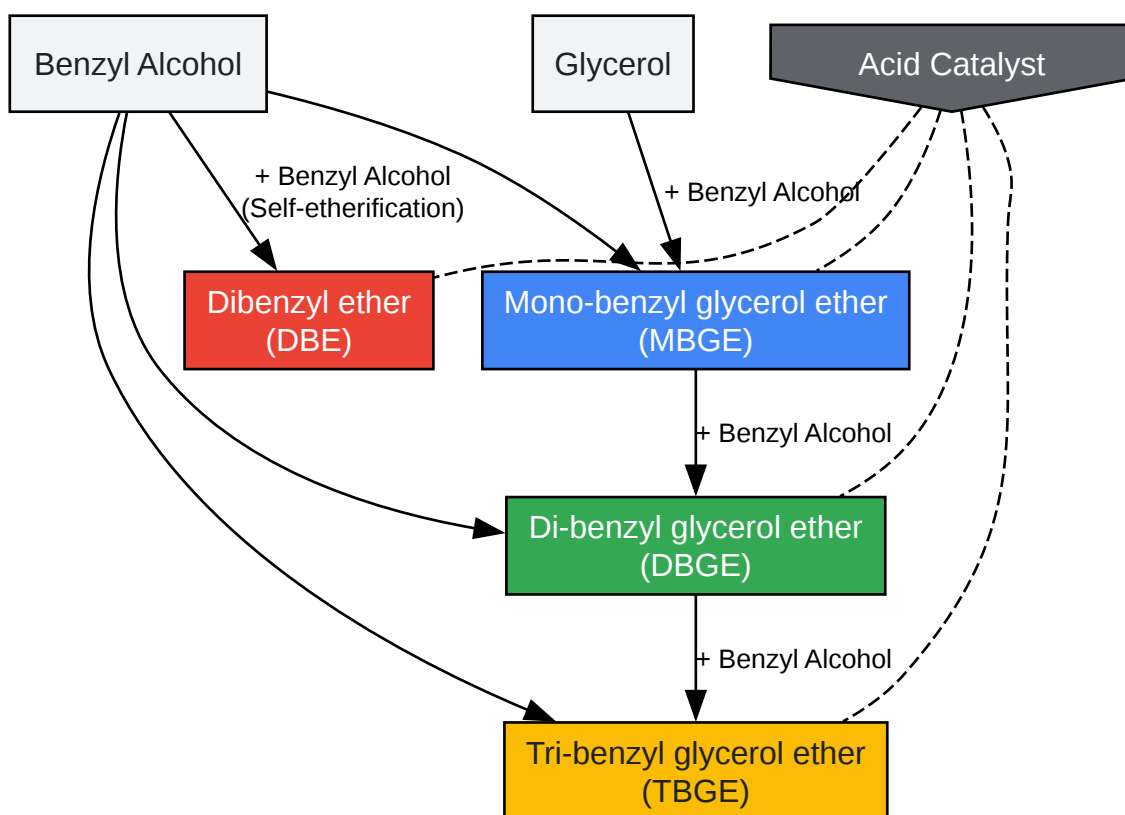 Benzyl Alcohol
Glycerol
Acid Catalyst
+ Benzyl Alcohol
(Self-etherification)
+ Benzyl Alcohol
Dibenzyl ether
(DBE)
Mono-benzyl glycerol ether
(MBGE)
+ Benzyl Alcohol
Di-benzyl glycerol ether
(DBGE)
+ Benzyl Alcohol
Tri-benzyl glycerol ether
(TBGE)